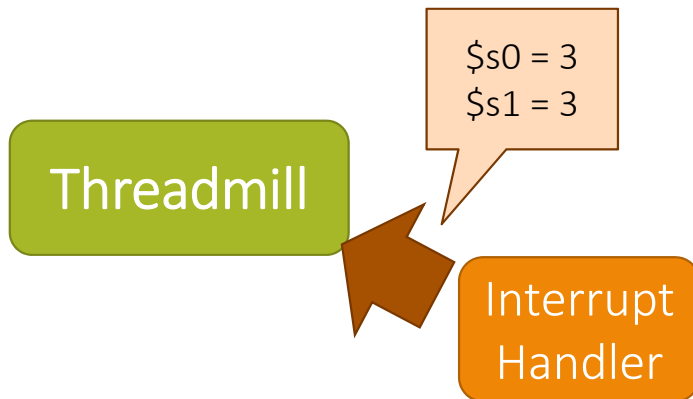 $s0 = 3
$s1 = 3
Threadmill
Interrupt
Handler